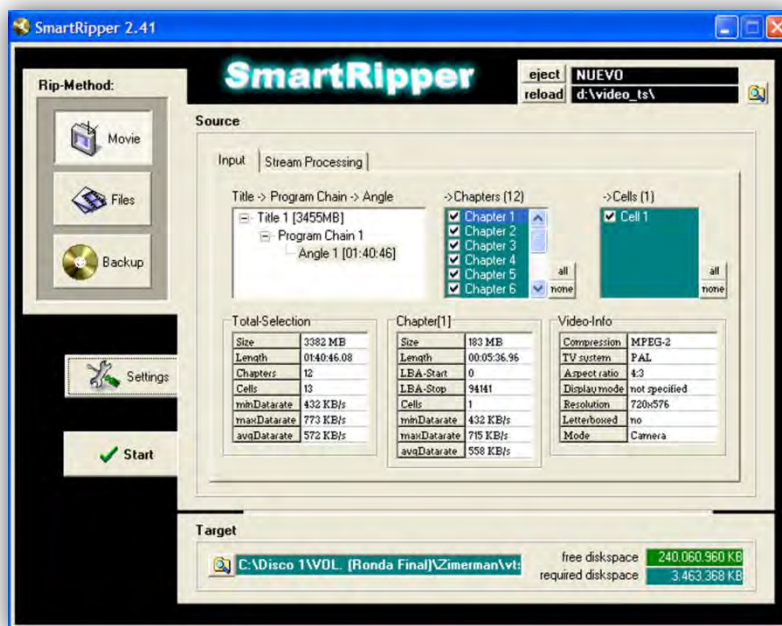 SmartRipper 2.41
Rip-Method:
Movie
Files
Backup
Settings
Start
SmartRipper
eject NUEVO
reload d:\video_ts\
Source
Input Stream Processing
Title -> Program Chain -> Angle
Title 1 [3455MB]
Program Chain 1
Angle 1 [01:40:46]
->Chapters (12)
Chapter 1
Chapter 2
Chapter 3
Chapter 4
Chapter 5
Chapter 6
all
none
->Cells (1)
Cell 1
all
none
Total-Selection
Size 3382 MB
Length 01:40:46.08
Chapters 12
Cells 13
minDatarate 432 KB/s
maxDatarate 773 KB/s
avgDatarate 572 KB/s
Chapter[1]
Size 183 MB
Length 00:05:36.96
LBA-Start 0
LBA-Stop 94141
Cells 1
minDatarate 432 KB/s
maxDatarate 715 KB/s
avgDatarate 558 KB/s
Video-Info
Compression MPEG-2
TV system PAL
Aspect ratio 4:3
Display mode not specified
Resolution 720x576
Letterboxed no
Mode Camera
Target
C:\Disco 1\VOL. (Ronda Final)\Zimerman\vts
free diskspace 240.060.960 KB
required diskspace 3.463.368 KB